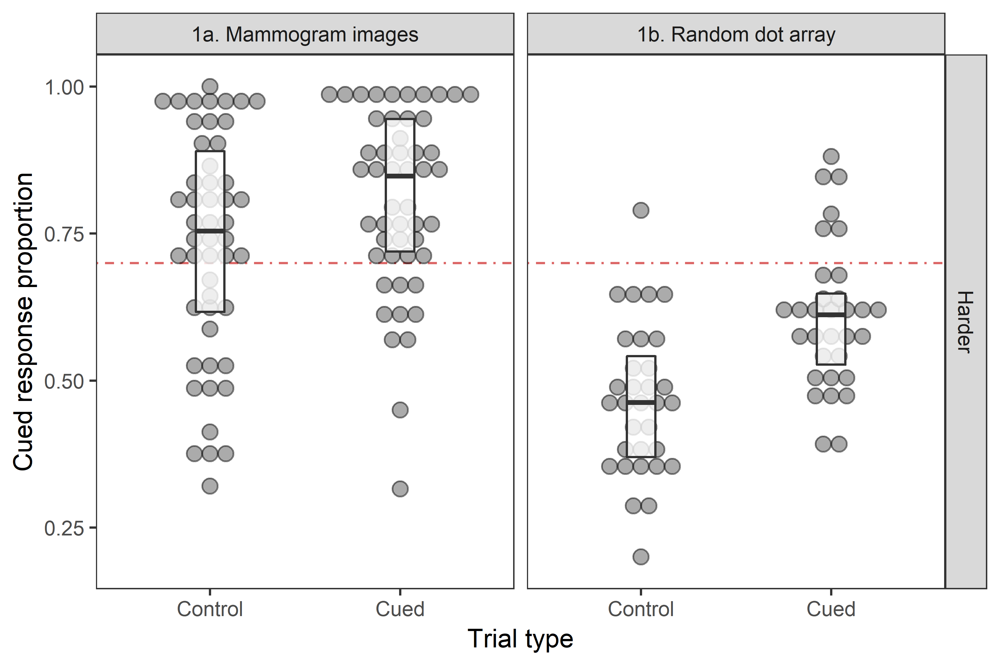 1a. Mammogram images
1b. Random dot array
Harder
Cued response proportion
1.00
0.75
0.50
0.25
Control
Cued
Control
Cued
Trial type